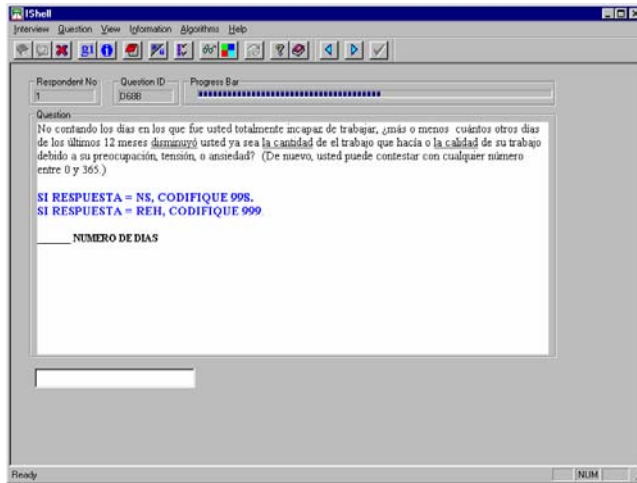 IShell
Interview Question View Information Algorithms Help
Respondent No
Question ID
Progress Bar
1
D68B
Question
No contando los días en los que fue usted totalmente incapaz de trabajar, ¿más o menos cuántos otros días
de los últimos 12 meses disminuyó usted ya sea la cantidad de el trabajo que hacía o la calidad de su trabajo
debido a su preocupación, tensión, o ansiedad? (De nuevo, usted puede contestar con cualquier número
entre 0 y 365.)
SI RESPUESTA = NS, CODIFIQUE 998.
SI RESPUESTA = REH, CODIFIQUE 999
______ NUMERO DE DIAS
Ready
NUM